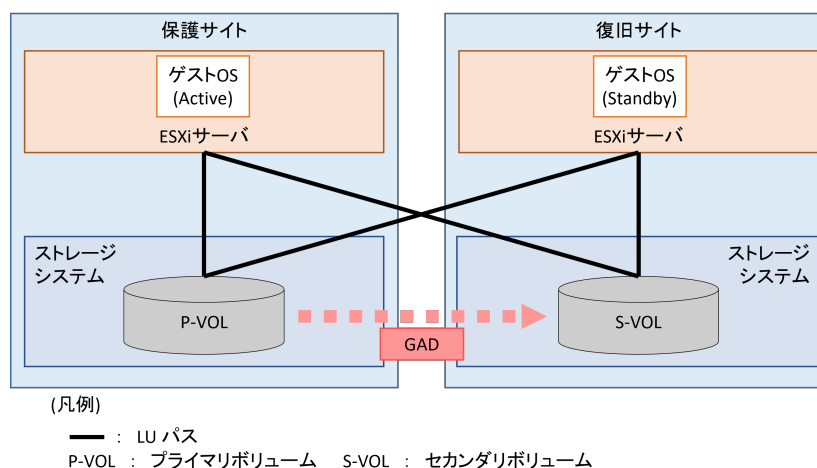 保護サイト
ゲストOS
(Active)
ESXiサーバ
ストレージ
システム
P-VOL
復旧サイト
ゲストOS
(Standby)
ESXiサーバ
ストレージ
システム
S-VOL
GAD
(凡例)
: LU パス
P-VOL : プライマリボリューム S-VOL : セカンダリボリューム